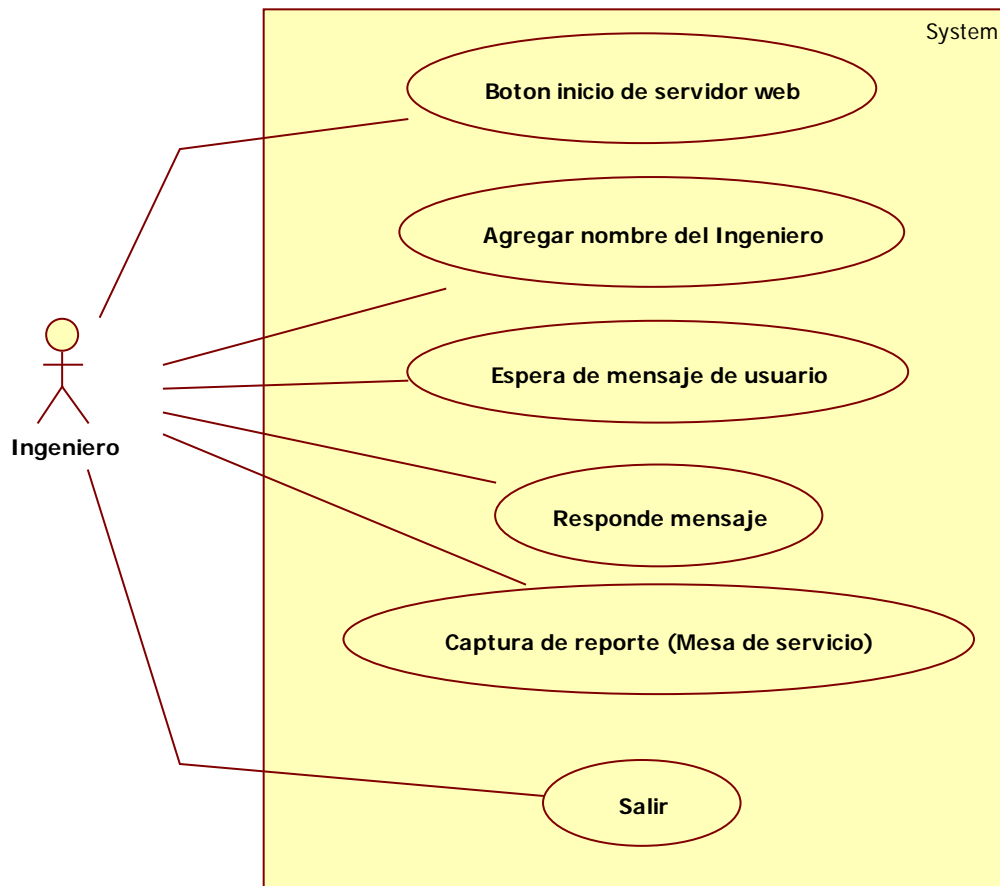 System
Boton inicio de servidor web
Agregar nombre del Ingeniero
Espera de mensaje de usuario
Ingeniero
Responde mensaje
Captura de reporte (Mesa de servicio)
Salir